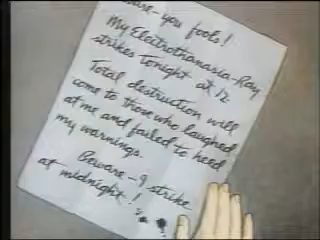 Beware—you fools!
My Electrothanasia-Ray
strikes tonight at 12.
Total destruction will
come to those who laughed
at me and failed to heed
my warnings.
Beware—I strike
at midnight!